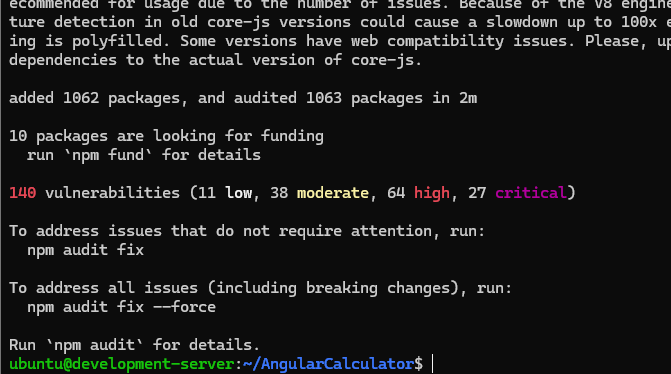 ecommended for usage due to the number of issues. Because of the V8 engine
ture detection in old core-js versions could cause a slowdown up to 100x e
ing is polyfilled. Some versions have web compatibility issues. Please, up
dependencies to the actual version of core-js.
added 1062 packages, and audited 1063 packages in 2m
10 packages are looking for funding
run `npm fund` for details
140 vulnerabilities (11 low, 38 moderate, 64 high, 27 critical)
To address issues that do not require attention, run:
npm audit fix
To address all issues (including breaking changes), run:
npm audit fix --force
Run `npm audit` for details.
ubuntu@development-server:~/AngularCalculator$